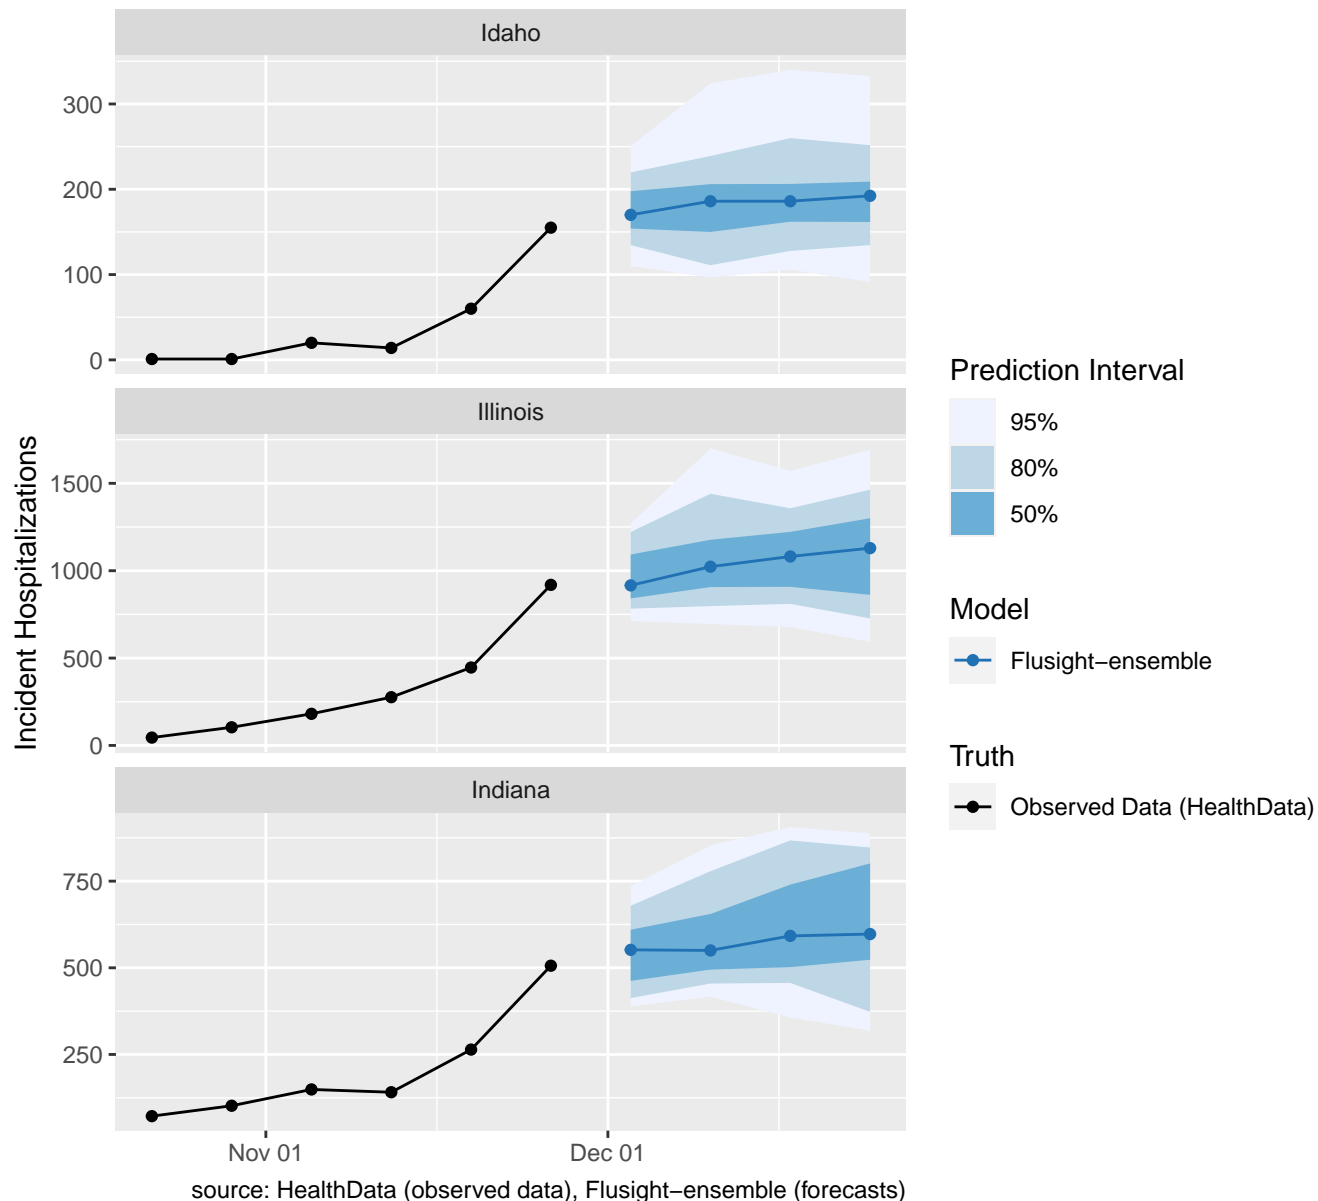 Idaho
300
200
100
0
Illinois
1500
1000
500
0
Indiana
750
500
250
Nov 01
Dec 01
Incident Hospitalizations
source: HealthData (observed data), Flusight−ensemble (forecasts)
Prediction Interval
95%
80%
50%
Model
Flusight−ensemble
Truth
Observed Data (HealthData)